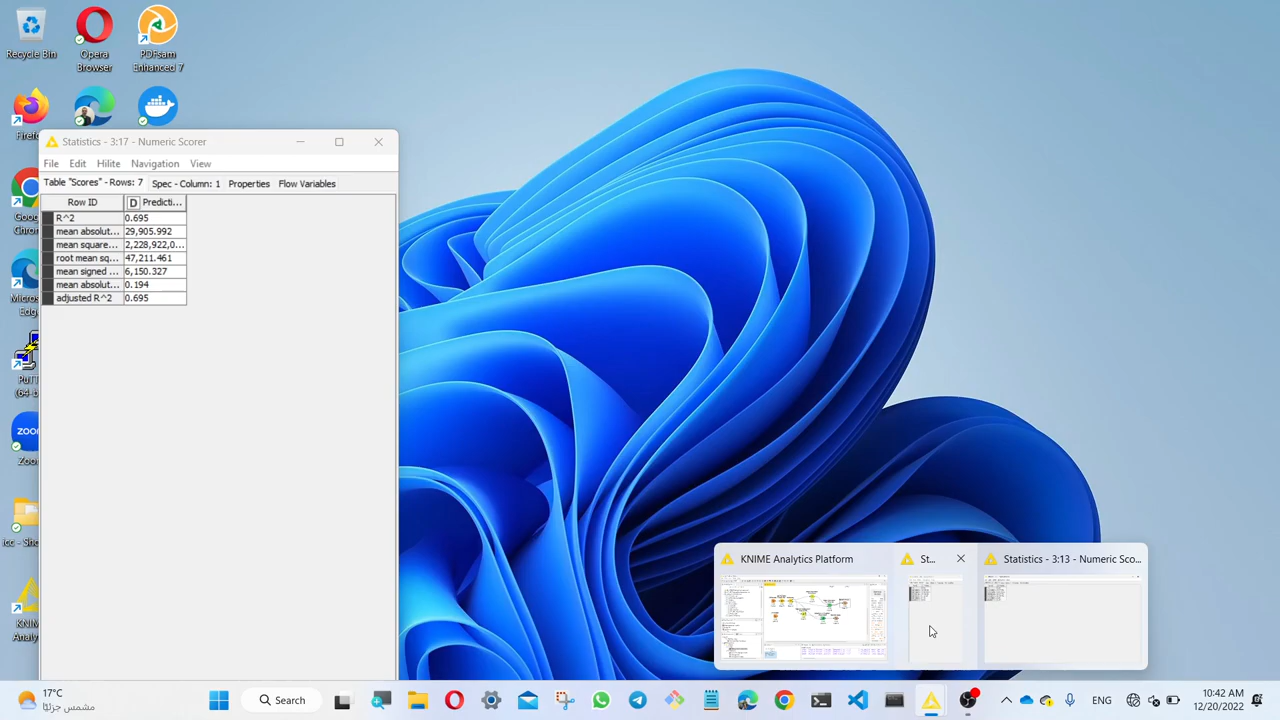 Recycle Bin
Opera
Browser
PDFsam
Enhanced 7
Statistics - 3:17 - Numeric Scorer
File Edit Hilite Navigation View
Table "Scores" - Rows: 7 Spec - Column: 1 Properties Flow Variables
Row ID D Predicti...
R^2 0.695
mean absolut... 29,905.992
mean square... 2,228,922,0...
root mean sq... 47,211.461
mean signed ... 6,150.327
mean absolut... 0.194
adjusted R^2 0.695
zoom
KNIME Analytics Platform
St...
Statistics - 3:13 - Numeric Sco...
17°C
مشمس جزئيًا
Search
ENG
10:42 AM
12/20/2022